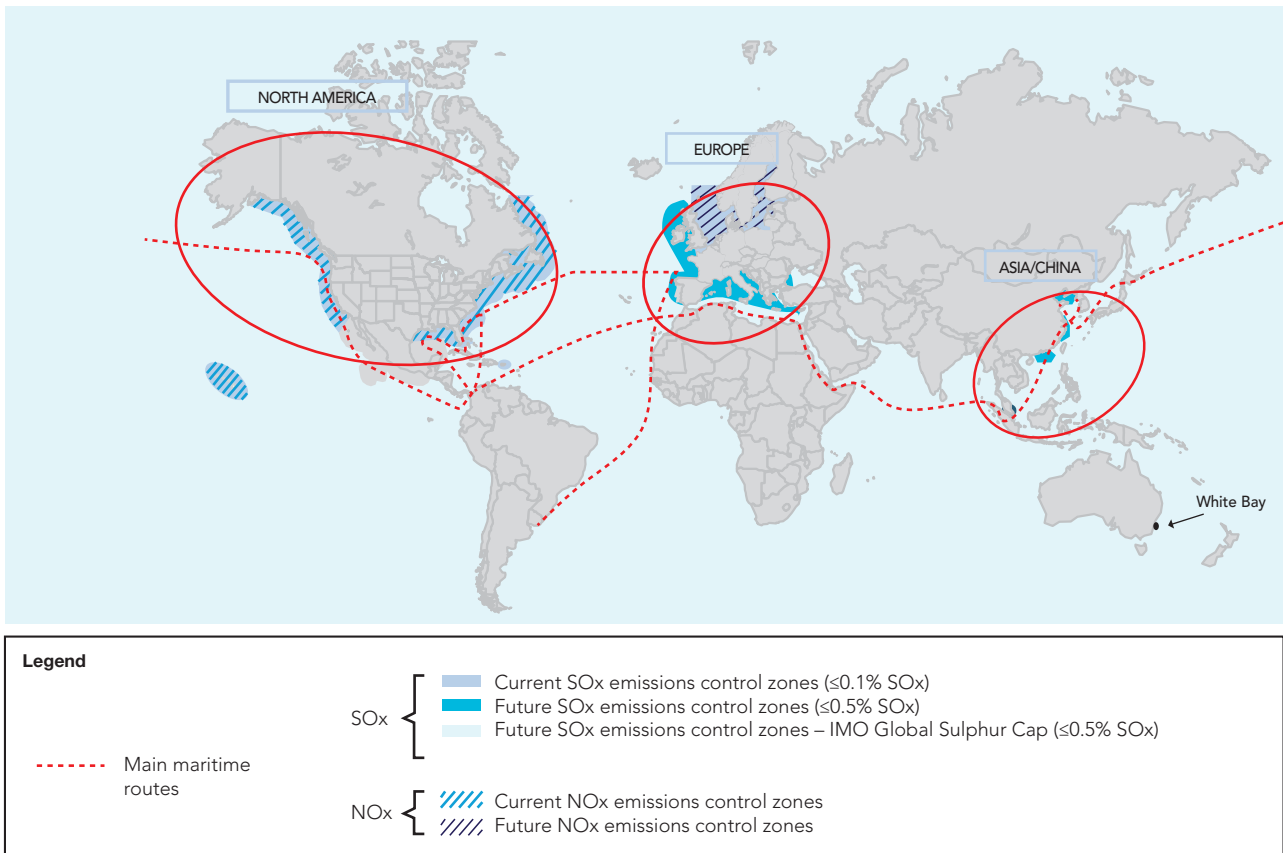 NORTH AMERICA
EUROPE
ASIA/CHINA
White Bay
Legend
SOx
Current SOx emissions control zones (≤0.1% SOx)
Future SOx emissions control zones (≤0.5% SOx)
Future SOx emissions control zones – IMO Global Sulphur Cap (≤0.5% SOx)
Main maritime
routes
NOx
Current NOx emissions control zones
Future NOx emissions control zones